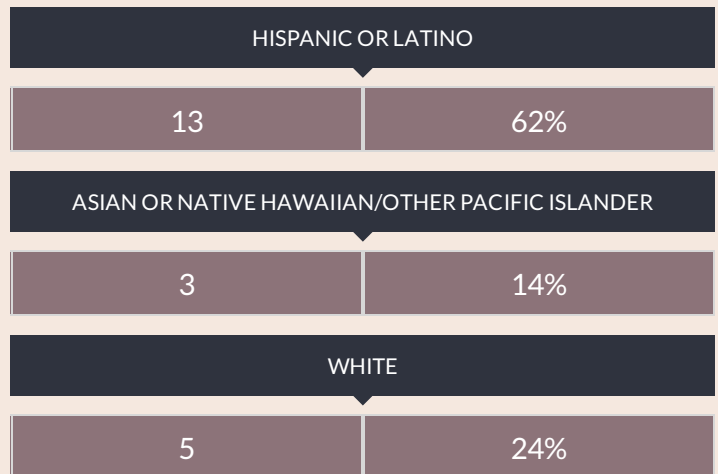 HISPANIC OR LATINO
13 62%
ASIAN OR NATIVE HAWAIIAN/OTHER PACIFIC ISLANDER
3 14%
WHITE
5 24%